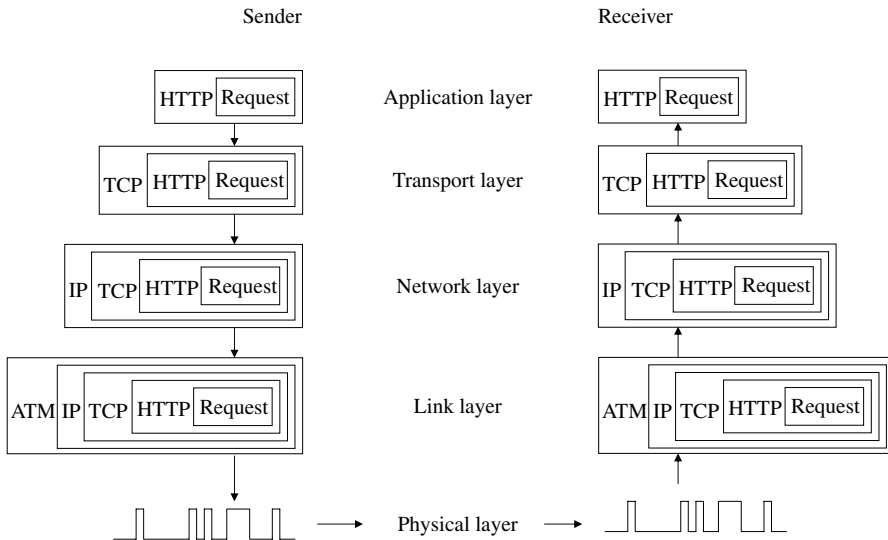 Sender Receiver
HTTP Request Application layer HTTP Request
TCP HTTP Request Transport layer TCP HTTP Request
IP TCP HTTP Request Network layer IP TCP HTTP Request
ATM IP TCP HTTP Request Link layer ATM IP TCP HTTP Request
Physical layer